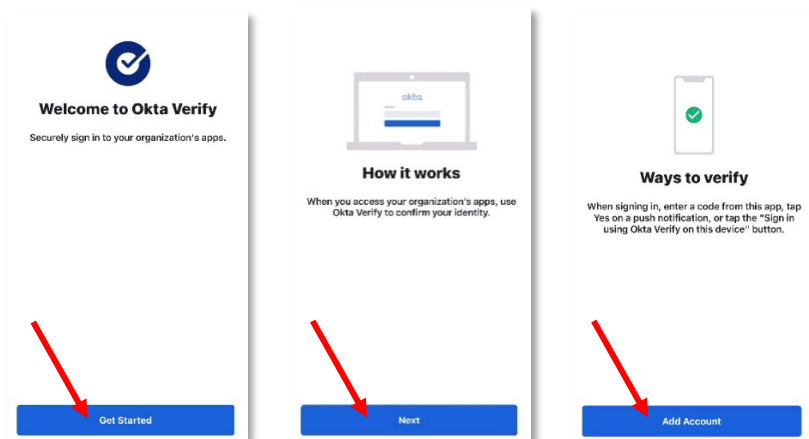 Welcome to Okta Verify
Securely sign in to your organization's apps.
Get Started
okta
How it works
When you access your organization's apps, use
Okta Verify to confirm your identity.
Next
Ways to verify
When signing in, enter a code from this app, tap
Yes on a push notification, or tap the "Sign in
using Okta Verify on this device" button.
Add Account